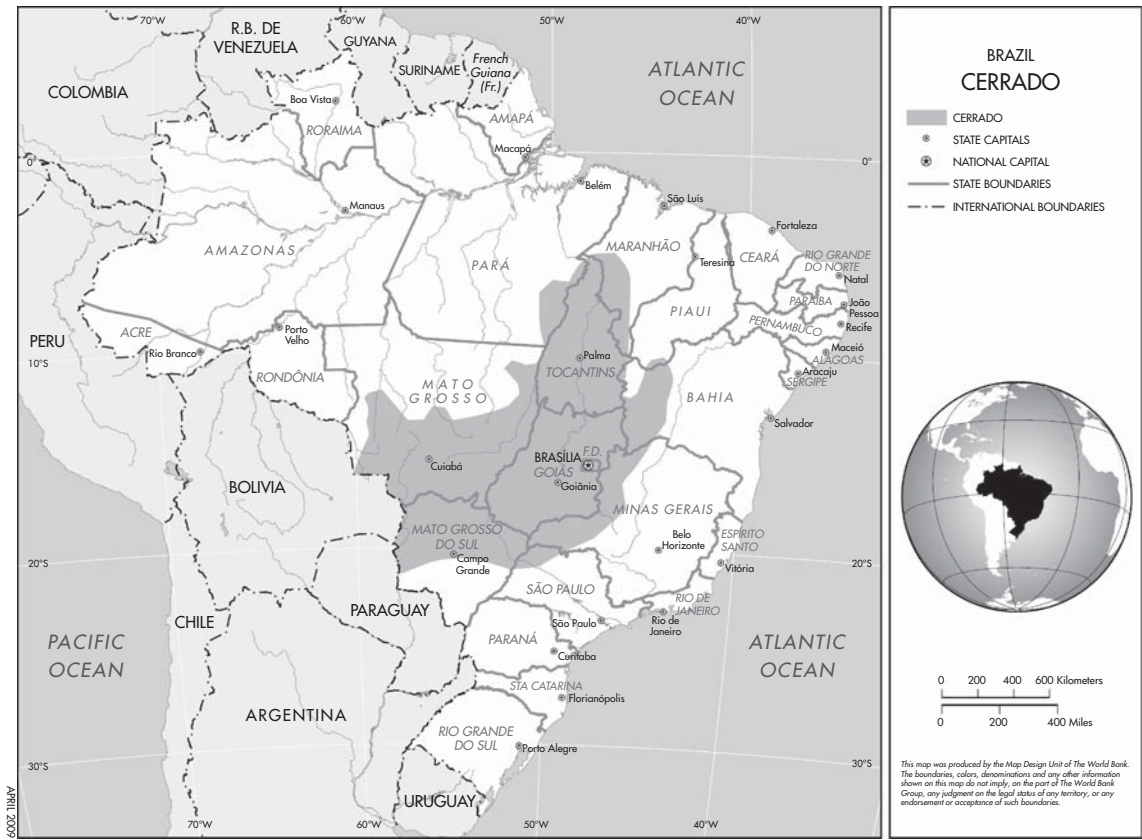 70°W
60°W
50°W
40°W
R.B. DE
VENEZUELA
GUYANA
SURINAME
French
Guiana
(Fr.)
COLOMBIA
ATLANTIC
OCEAN
Boa Vista
RORAIMA
AMAPÁ
Macapá
0°
0°
Belém
São Luís
Manaus
Fortaleza
AMAZONAS
PARÁ
MARANHÃO
Teresina
CEARÁ
RIO GRANDE
DO NORTE
Natal
PARAÍBA
João
Pessoa
PIAUI
PERNAMBUCO
Recife
ACRE
Porto
Velho
PERU
Rio Branco
Maceió
ALAGOAS
10°S
10°S
Palma
TOCANTINS
Aracaju
SERGIPE
RONDÔNIA
MATO
GROSSO
BAHIA
Salvador
BRASÍLIA
F.D.
Cuiabá
GOIÁS
Goiânia
BOLIVIA
MINAS GERAIS
MATO GROSSO
DO SUL
Belo
Horizonte
ESPÍRITO
SANTO
Campo
Grande
20°S
20°S
Vitória
SÃO PAULO
PARAGUAY
RIO DE
JANEIRO
CHILE
São Paulo
Rio de
Janeiro
PACIFIC
OCEAN
PARANÁ
Curitiba
ATLANTIC
OCEAN
STA CATARINA
Florianópolis
ARGENTINA
RIO GRANDE
DO SUL
Porto Alegre
30°S
30°S
URUGUAY
70°W
60°W
50°W
40°W
APRIL 2009
BRAZIL
CERRADO
CERRADO
STATE CAPITALS
NATIONAL CAPITAL
STATE BOUNDARIES
INTERNATIONAL BOUNDARIES
0 200 400 600 Kilometers
0 200 400 Miles
This map was produced by the Map Design Unit of The World Bank.
The boundaries, colors, denominations and any other information
shown on this map do not imply, on the part of The World Bank
Group, any judgment on the legal status of any territory, or any
endorsement or acceptance of such boundaries.